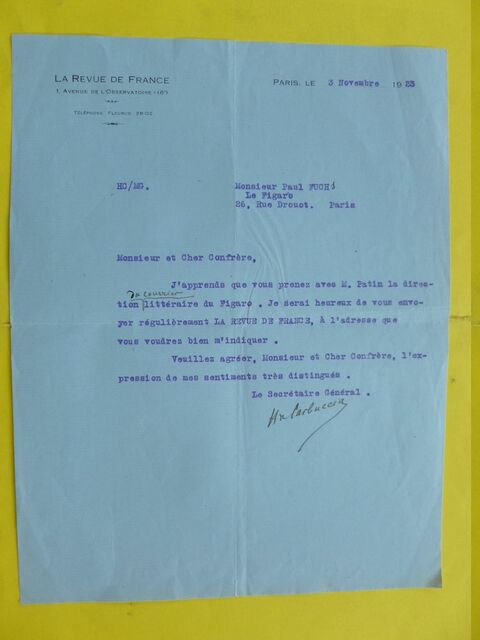 LA REVUE DE FRANCE
1, AVENUE DE L'OBSERVATOIRE (6ᵉ)
TÉLÉPHONE FLEURUS 28-02
PARIS, LE 3 Novembre 1923
HC/MG.
Monsieur Paul FUCHS
Le Figaro
26, Rue Drouot. Paris
Monsieur et Cher Confrère,
J'apprends que vous prenez avec M. Patin la direc-
du courrier
tion littéraire du Figaro . Je serai heureux de vous envo-
yer régulièrement LA REVUE DE FRANCE, à l'adresse que
vous voudrez bien m'indiquer .
Veuillez agréer, Monsieur et Cher Confrère, l'ex-
pression de mes sentiments très distingués .
Le Secrétaire Général .
H de Carbuccia